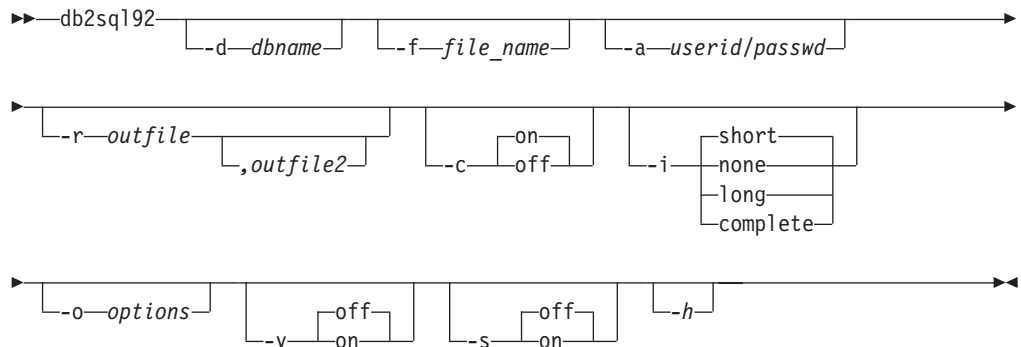 db2sql92 -d dbname -f file_name -a userid/passwd
-r outfile ,outfile2 -c on off -i short none long complete
-o options -v off on -s off on -h